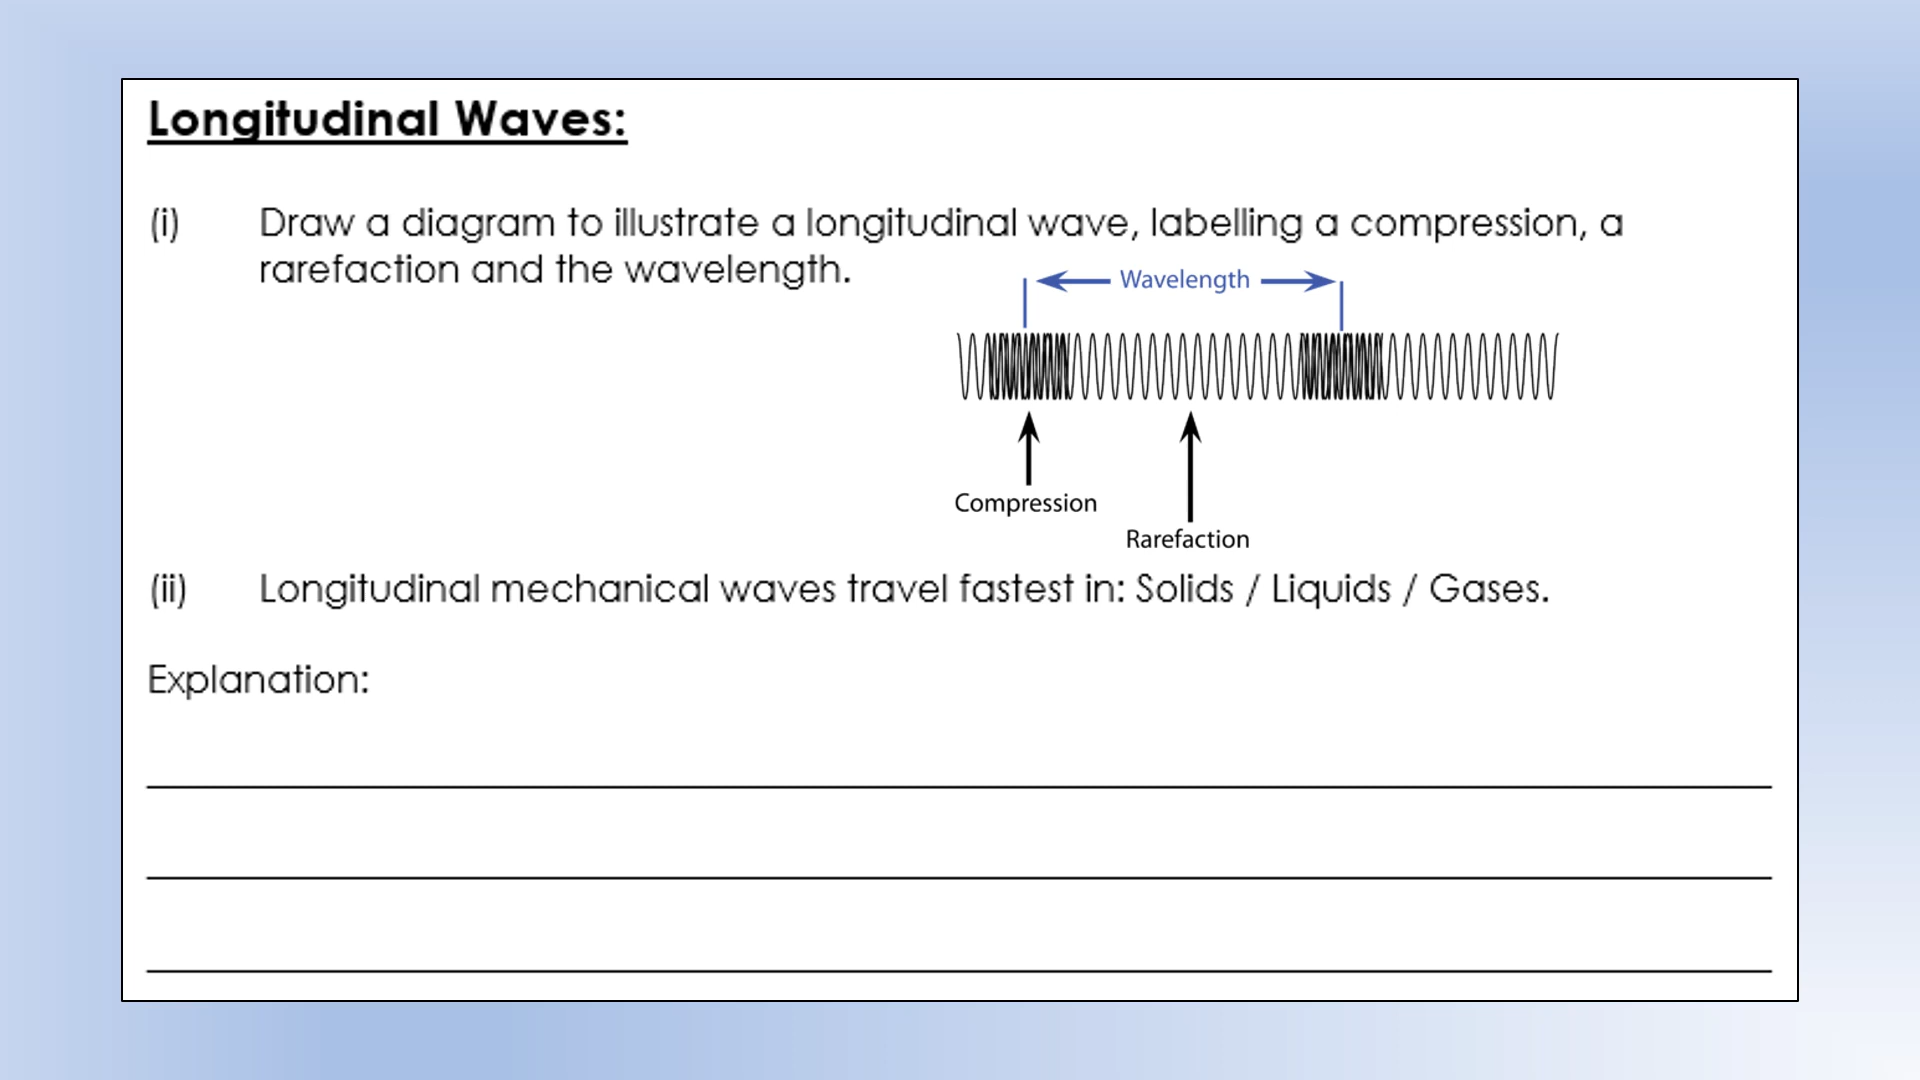 Longitudinal Waves:
(i) Draw a diagram to illustrate a longitudinal wave, labelling a compression, a
rarefaction and the wavelength.
Wavelength
Compression
Rarefaction
(ii) Longitudinal mechanical waves travel fastest in: Solids / Liquids / Gases.
Explanation: